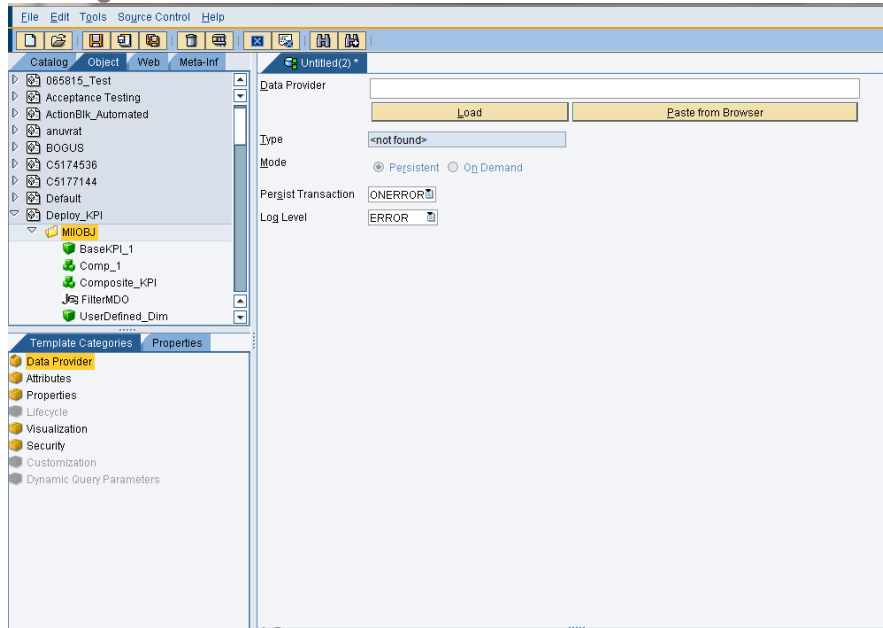 File Edit Tools Source Control Help
Catalog Object Web Meta-Inf
065815_Test
Acceptance Testing
ActionBlk_Automated
anuvrat
BOGUS
C5174536
C5177144
Default
Deploy_KPI
MIIOBJ
BaseKPI_1
Comp_1
Composite_KPI
FilterMDO
UserDefined_Dim
Template Categories Properties
Data Provider
Attributes
Properties
Lifecycle
Visualization
Security
Customization
Dynamic Query Parameters
Untitled(2) *
Data Provider
Load Paste from Browser
Type <not found>
Mode Persistent On Demand
Persist Transaction ONERROR
Log Level ERROR